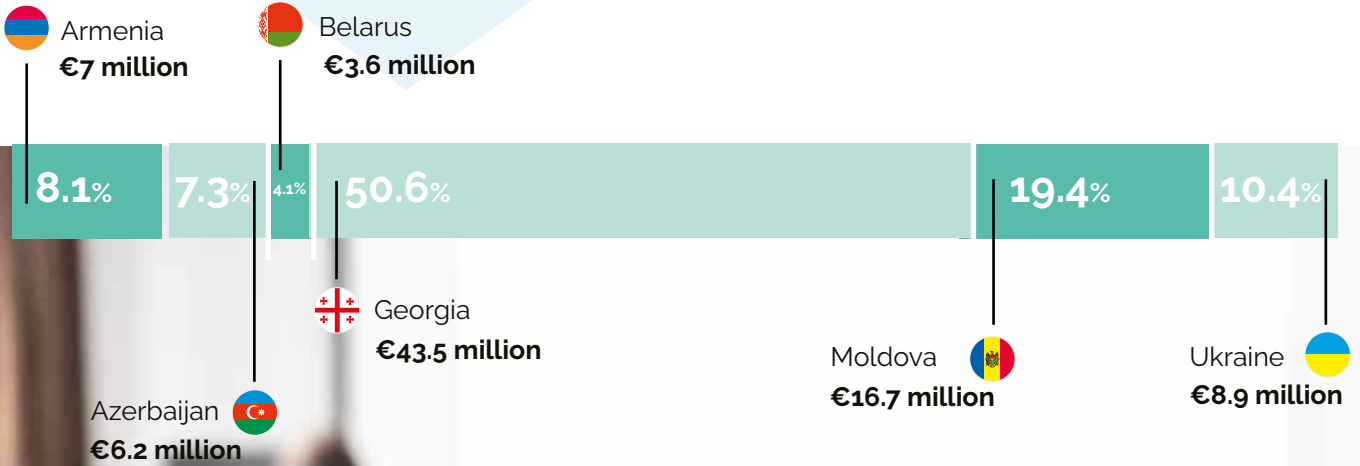 Armenia
€7 million
Belarus
€3.6 million
8.1%
7.3%
4.1%
50.6%
19.4%
10.4%
Georgia
€43.5 million
Azerbaijan
€6.2 million
Moldova
€16.7 million
Ukraine
€8.9 million